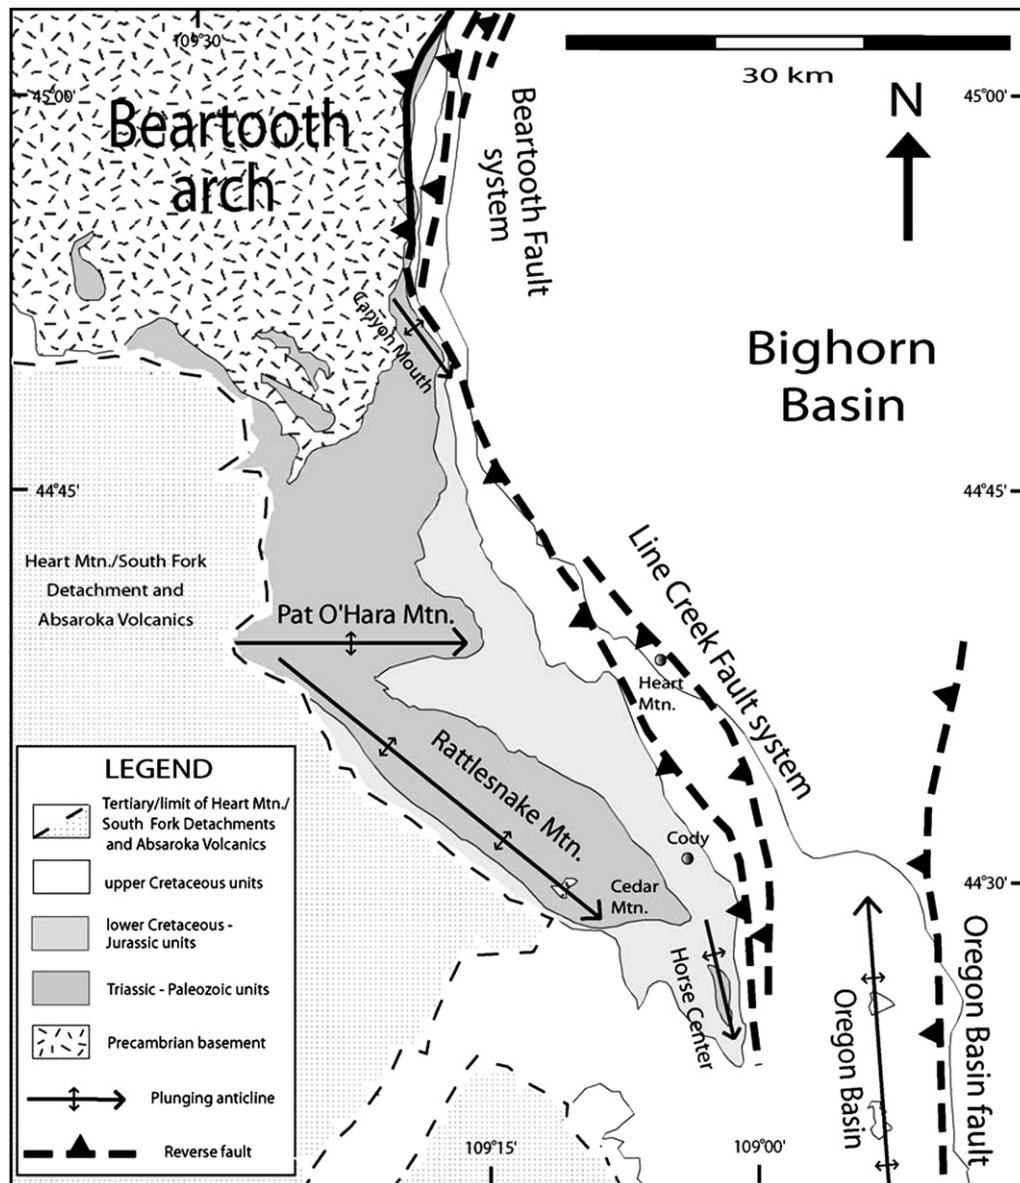 109°30'
30 km
45°00'
45°00'
N
Beartooth
arch
Beartooth Fault
system
Canyon Mouth
Bighorn
Basin
44°45'
44°45'
Heart Mtn./South Fork
Detachment and
Absaroka Volcanics
Pat O'Hara Mtn.
Line Creek Fault system
Heart
Mtn.
Rattlesnake Mtn.
Cody
Cedar
Mtn.
44°30'
Horse Center
Oregon Basin
Oregon Basin fault
LEGEND
Tertiary/limit of Heart Mtn./
South Fork Detachments
and Absaroka Volcanics
upper Cretaceous units
lower Cretaceous -
Jurassic units
Triassic - Paleozoic units
Precambrian basement
Plunging anticline
Reverse fault
109°15'
109°00'